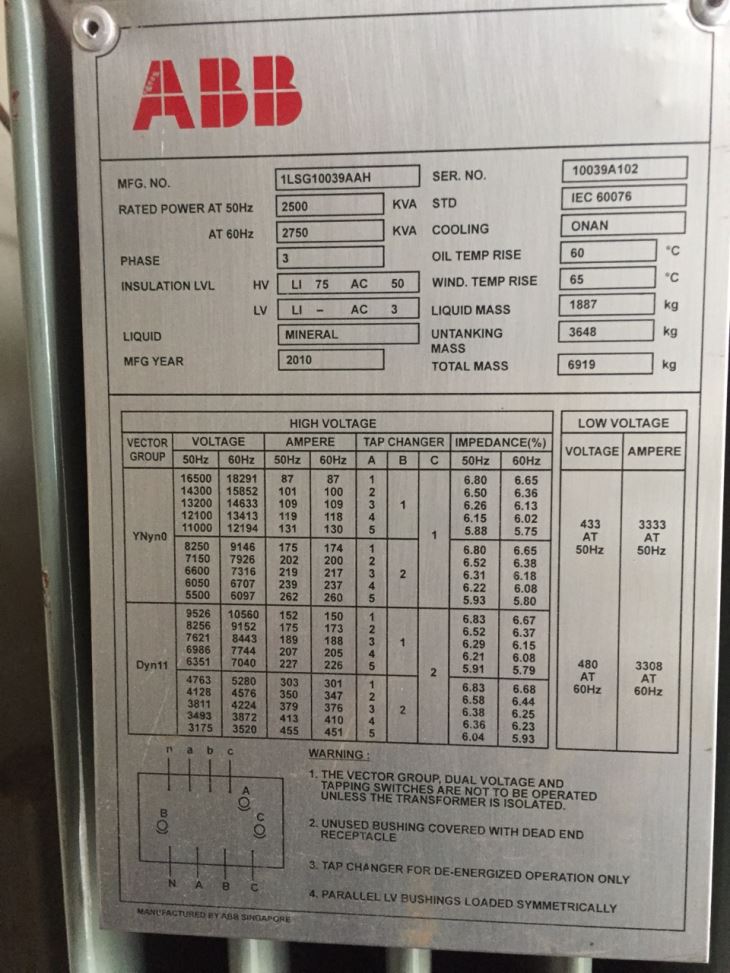 ABB
MFG. NO. 1LSG10039AAH SER. NO. 10039A102
RATED POWER AT 50Hz 2500 KVA STD IEC 60076
AT 60Hz 2750 KVA COOLING ONAN
PHASE 3 OIL TEMP RISE 60 °C
INSULATION LVL HV LI 75 AC 50 WIND. TEMP RISE 65 °C
LV LI – AC 3 LIQUID MASS 1887 kg
LIQUID MINERAL UNTANKING MASS 3648 kg
MFG YEAR 2010 TOTAL MASS 6919 kg
HIGH VOLTAGE LOW VOLTAGE
VECTOR GROUP VOLTAGE AMPERE TAP CHANGER IMPEDANCE(%) VOLTAGE AMPERE
50Hz 60Hz 50Hz 60Hz A B C 50Hz 60Hz
YNyn0
16500 18291 87 87 1 6.80 6.65
14300 15852 101 100 2 6.50 6.36
13200 14633 109 109 3 1 6.26 6.13
12100 13413 119 118 4 6.15 6.02
11000 12194 131 130 5 5.88 5.75
1
8250 9146 175 174 1 6.80 6.65
7150 7926 202 200 2 6.52 6.38
6600 7316 219 217 3 2 6.31 6.18
6050 6707 239 237 4 6.22 6.08
5500 6097 262 260 5 5.93 5.80
433 AT 50Hz 3333 AT 50Hz
Dyn11
9526 10560 152 150 1 6.83 6.67
8256 9152 175 173 2 6.52 6.37
7621 8443 189 188 3 1 6.29 6.15
6986 7744 207 205 4 6.21 6.08
6351 7040 227 226 5 5.91 5.79
2
4763 5280 303 301 1 6.83 6.68
4128 4576 350 347 2 6.58 6.44
3811 4224 379 376 3 2 6.38 6.25
3493 3872 413 410 4 6.36 6.23
3175 3520 455 451 5 6.04 5.93
480 AT 60Hz 3308 AT 60Hz
n a b c
A
B
C
N A B C
WARNING :
1. THE VECTOR GROUP, DUAL VOLTAGE AND
TAPPING SWITCHES ARE NOT TO BE OPERATED
UNLESS THE TRANSFORMER IS ISOLATED.
2. UNUSED BUSHING COVERED WITH DEAD END
RECEPTACLE
3. TAP CHANGER FOR DE-ENERGIZED OPERATION ONLY
4. PARALLEL LV BUSHINGS LOADED SYMMETRICALLY
MANUFACTURED BY ABB SINGAPORE